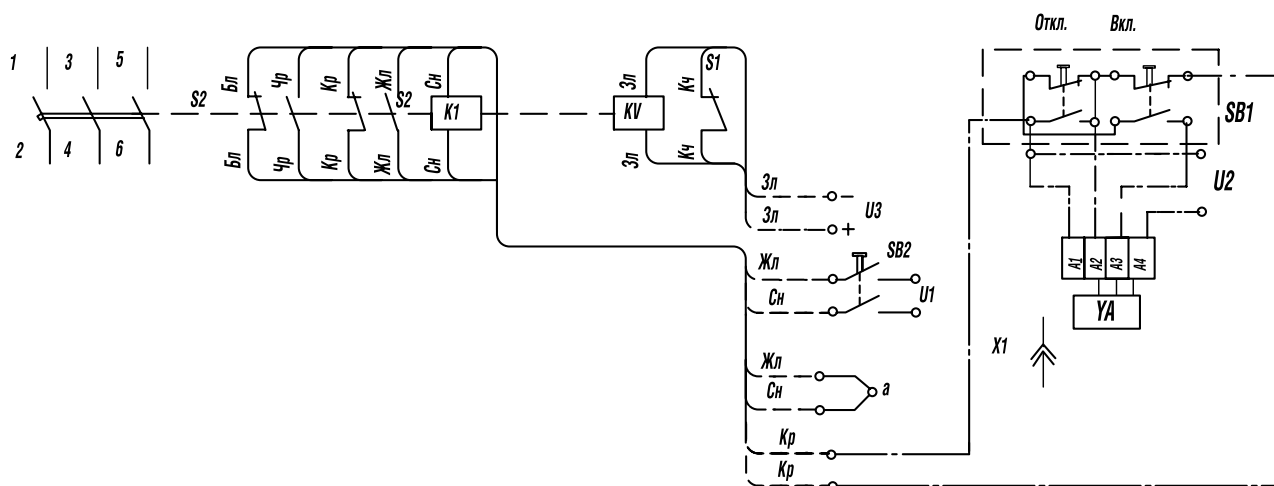 Откл. Вкл.
1 3 5
S2
Бл Чр Кр Жл S2 Сн
K1
Зл
KV
Кч S1
SB1
2 4 6
Бл Чр Кр Жл Сн
Зл Кч
Зл
U3
Зл
U2
Жл
SB2
Сн
U1
A1 A2 A3 A4
YA
X1
Жл
Сн
а
Кр
Кр